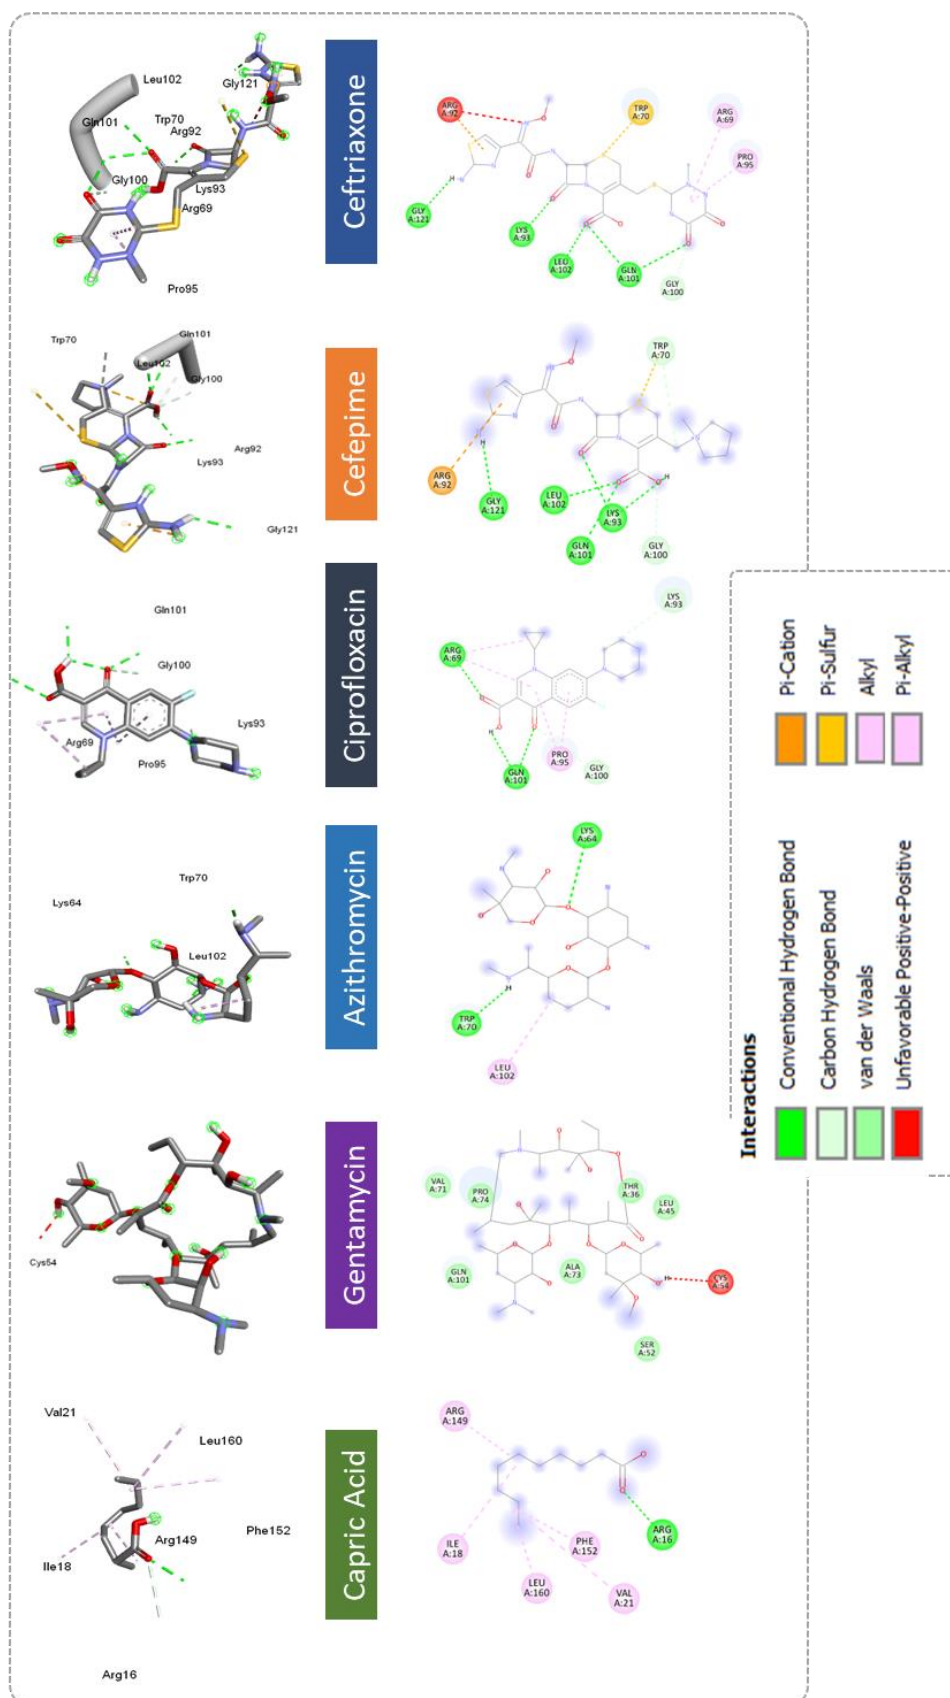 Leu102
Gly121
Gln101
Trp70
Arg92
Gly100
Lys93
Arg69
Pro95
Ceftriaxone
ARG
A:92
TRP
A:70
ARG
A:69
PRO
A:95
GLY
A:121
LYS
A:93
LEU
A:102
GLN
A:101
GLY
A:100
H
N
O
S
Trp70
Gln101
Leu102
Gly100
Arg92
Lys93
Gly121
Cefepime
TRP
A:70
ARG
A:92
GLY
A:121
LEU
A:102
LYS
A:93
GLN
A:101
GLY
A:100
H
H
Gln101
Gly100
Arg69
Lys93
Pro95
Ciprofloxacin
LYS
A:93
ARG
A:69
PRO
A:95
GLN
A:101
GLY
A:100
H
Trp70
Lys64
Leu102
Azithromycin
LYS
A:64
TRP
A:70
LEU
A:102
H
Cys54
Gentamycin
VAL
A:71
PRO
A:74
THR
A:36
LEU
A:45
GLN
A:101
ALA
A:73
SER
A:52
H
Val21
Leu160
Phe152
Arg149
Ile18
Arg16
Capric Acid
ARG
A:149
ILE
A:18
PHE
A:152
LEU
A:160
VAL
A:21
ARG
A:16
Interactions
Conventional Hydrogen Bond
Carbon Hydrogen Bond
van der Waals
Unfavorable Positive-Positive
Pi-Cation
Pi-Sulfur
Alkyl
Pi-Alkyl